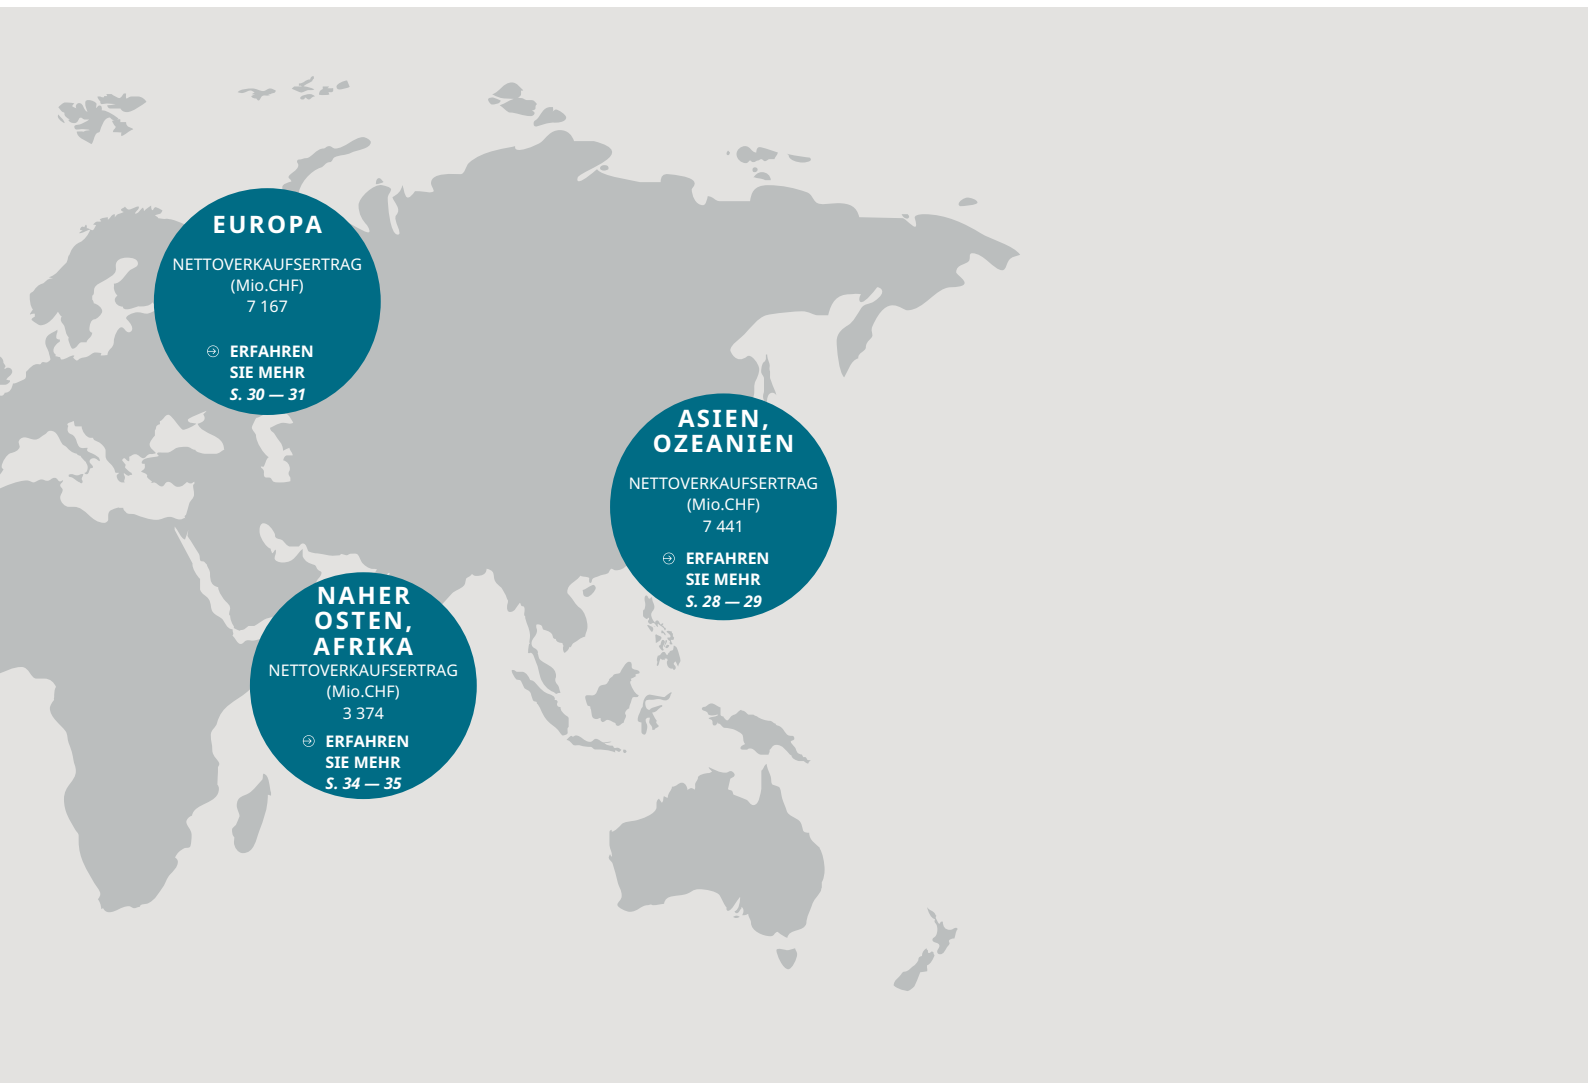 EUROPA
NETTOVERKAUFSERTRAG
(Mio.CHF)
7 167
ERFAHREN
SIE MEHR
S. 30 — 31
ASIEN,
OZEANIEN
NETTOVERKAUFSERTRAG
(Mio.CHF)
7 441
ERFAHREN
SIE MEHR
S. 28 — 29
NAHER
OSTEN,
AFRIKA
NETTOVERKAUFSERTRAG
(Mio.CHF)
3 374
ERFAHREN
SIE MEHR
S. 34 — 35